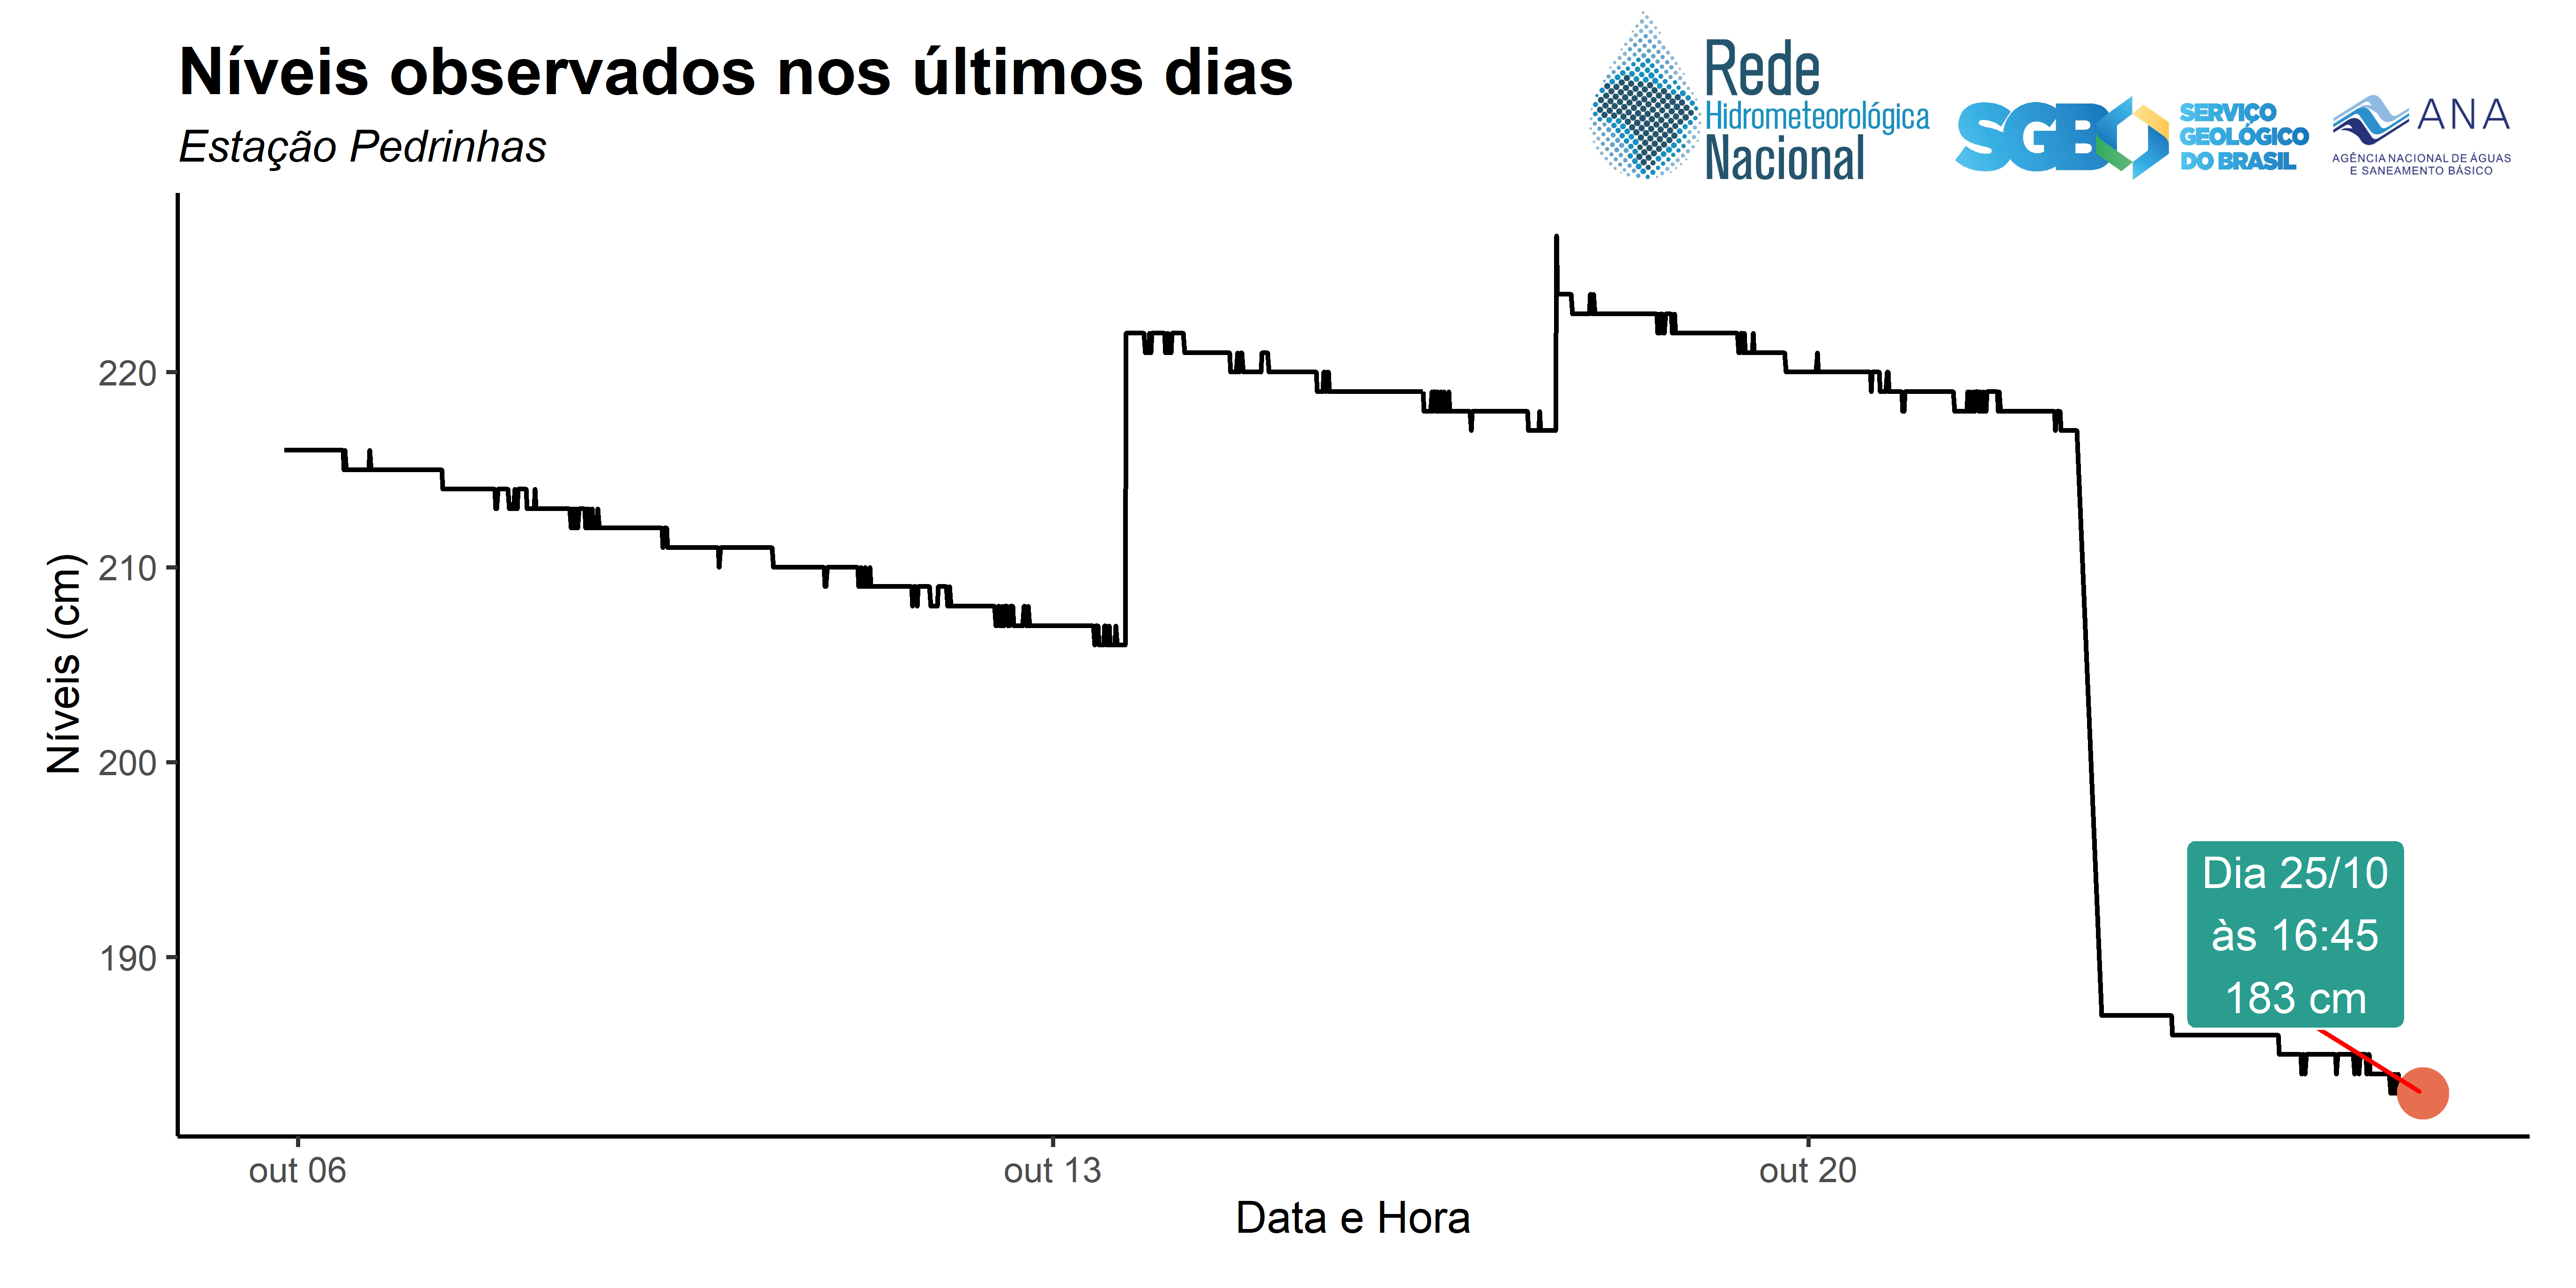 Níveis observados nos últimos dias
Estação Pedrinhas
Rede
Hidrometeorológica
Nacional
SGB
SERVIÇO
GEOLÓGICO
DO BRASIL
ANA
AGÊNCIA NACIONAL DE ÁGUAS
E SANEAMENTO BÁSICO
Níveis (cm)
220
210
200
190
Dia 25/10
às 16:45
183 cm
out 06
out 13
out 20
Data e Hora